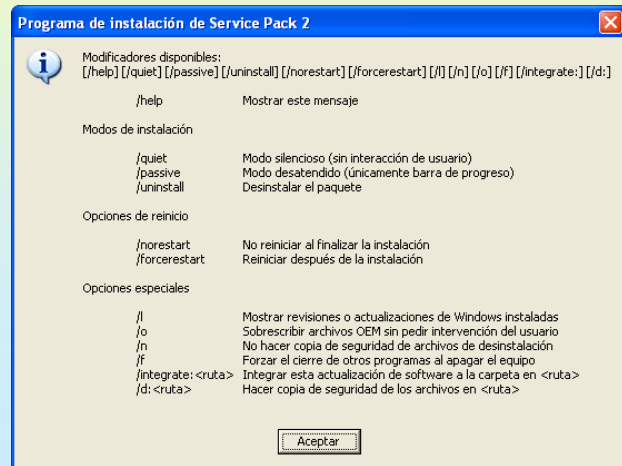 Programa de instalación de Service Pack 2
Modificadores disponibles:
[/help] [/quiet] [/passive] [/uninstall] [/norestart] [/forcerestart] [/l] [/n] [/o] [/f] [/integrate:] [/d:]
/help Mostrar este mensaje
Modos de instalación
/quiet Modo silencioso (sin interacción de usuario)
/passive Modo desatendido (únicamente barra de progreso)
/uninstall Desinstalar el paquete
Opciones de reinicio
/norestart No reiniciar al finalizar la instalación
/forcerestart Reiniciar después de la instalación
Opciones especiales
/l Mostrar revisiones o actualizaciones de Windows instaladas
/o Sobrescribir archivos OEM sin pedir intervención del usuario
/n No hacer copia de seguridad de archivos de desinstalación
/f Forzar el cierre de otros programas al apagar el equipo
/integrate:<ruta> Integrar esta actualización de software a la carpeta en <ruta>
/d:<ruta> Hacer copia de seguridad de los archivos en <ruta>
Aceptar